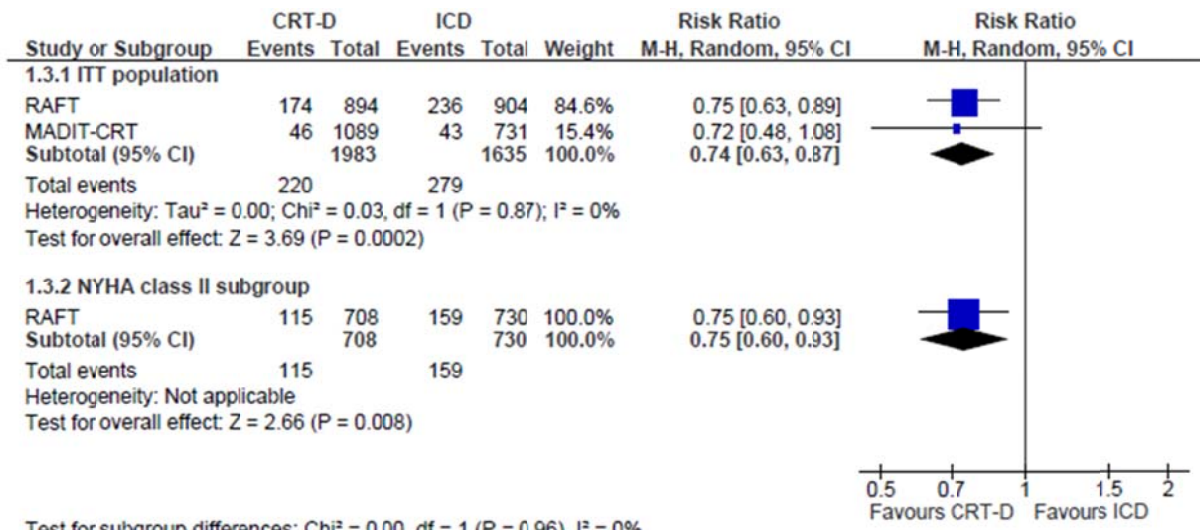 CRT-D ICD Risk Ratio Risk Ratio
Study or Subgroup Events Total Events Total Weight M-H, Random, 95% CI M-H, Random, 95% CI
1.3.1 ITT population
RAFT 174 894 236 904 84.6% 0.75 [0.63, 0.89]
MADIT-CRT 46 1089 43 731 15.4% 0.72 [0.48, 1.08]
Subtotal (95% CI) 1983 1635 100.0% 0.74 [0.63, 0.87]
Total events 220 279
Heterogeneity: Tau² = 0.00; Chi² = 0.03, df = 1 (P = 0.87); I² = 0%
Test for overall effect: Z = 3.69 (P = 0.0002)
1.3.2 NYHA class II subgroup
RAFT 115 708 159 730 100.0% 0.75 [0.60, 0.93]
Subtotal (95% CI) 708 730 100.0% 0.75 [0.60, 0.93]
Total events 115 159
Heterogeneity: Not applicable
Test for overall effect: Z = 2.66 (P = 0.008)
0.5 0.7 1 1.5 2
Favours CRT-D Favours ICD
Test for subgroup differences: Chi² = 0.00, df = 1 (P = 0.96), I² = 0%